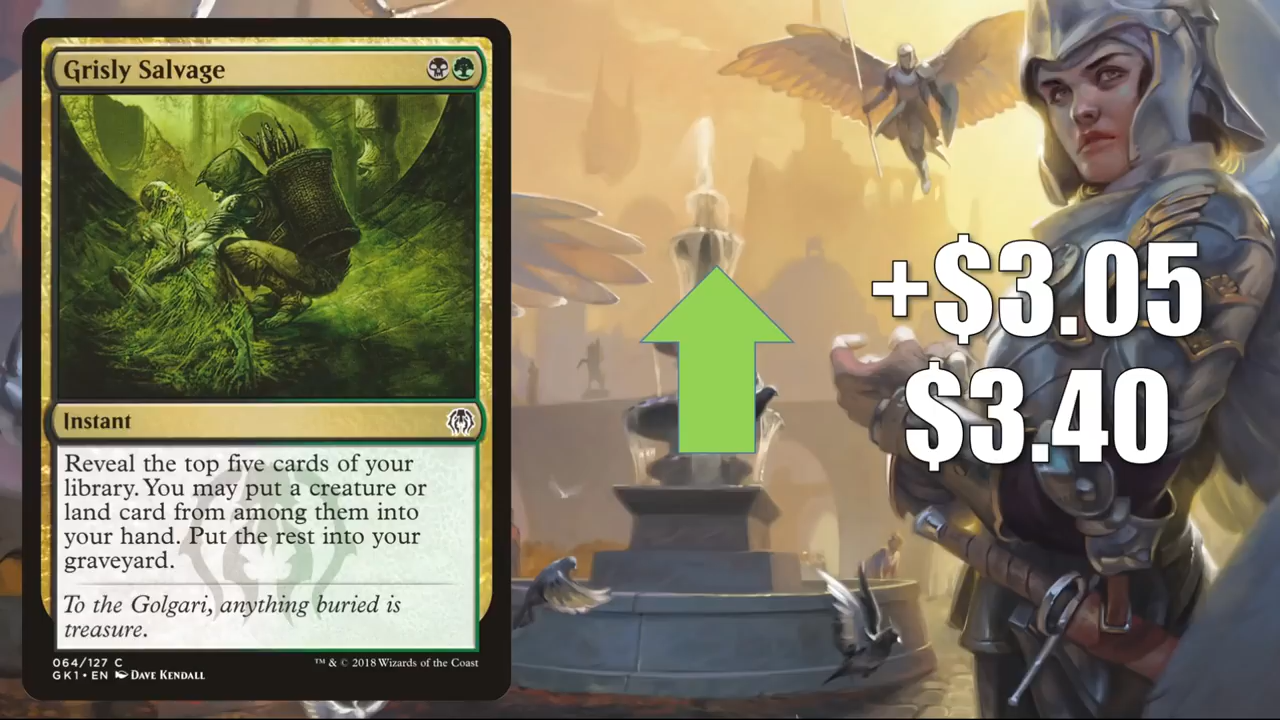 Grisly Salvage
Instant
Reveal the top five cards of your
library. You may put a creature or
land card from among them into
your hand. Put the rest into your
graveyard.
To the Golgari, anything buried is
treasure.
064/127 C
GK1 • EN DAVE KENDALL
™ & © 2018 Wizards of the Coast
+$3.05
$3.40